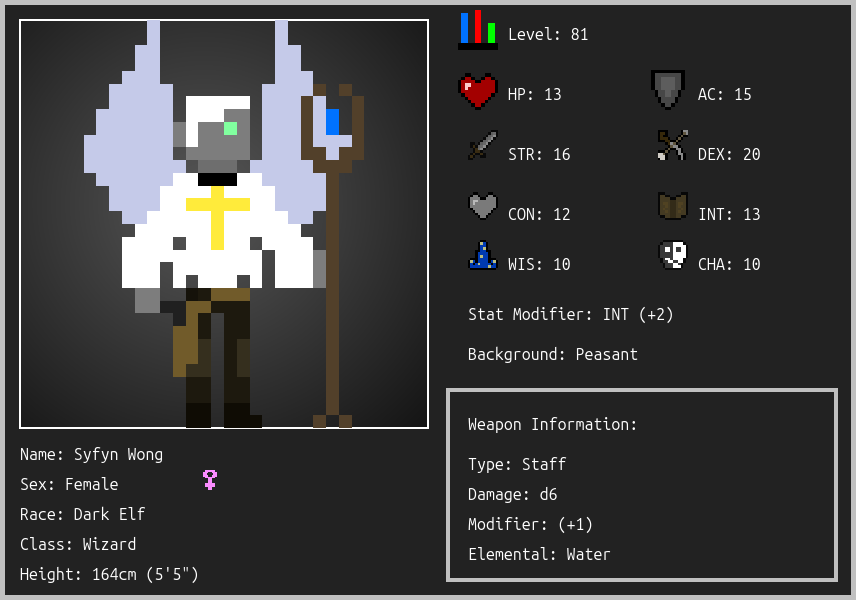 Level: 81
HP: 13
AC: 15
STR: 16
DEX: 20
CON: 12
INT: 13
WIS: 10
CHA: 10
Stat Modifier: INT (+2)
Background: Peasant
Weapon Information:
Type: Staff
Damage: d6
Modifier: (+1)
Elemental: Water
Name: Syfyn Wong
Sex: Female
Race: Dark Elf
Class: Wizard
Height: 164cm (5'5")